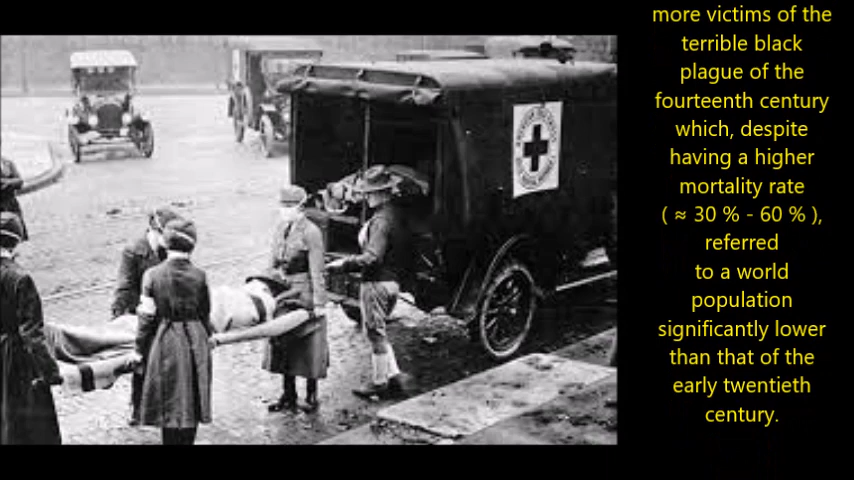 more victims of the
terrible black
plague of the
fourteenth century
which, despite
having a higher
mortality rate
( ≈ 30 % - 60 % ),
referred
to a world
population
significantly lower
than that of the
early twentieth
century.